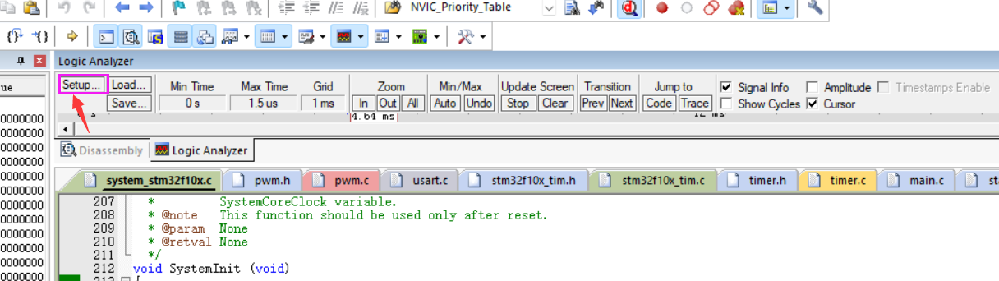 NVIC_Priority_Table
Logic Analyzer
ue
Setup... Load... Min Time Max Time Grid Zoom Min/Max Update Screen Transition Jump to Signal Info Amplitude Timestamps Enable
Save... 0 s 1.5 us 1 ms In Out All Auto Undo Stop Clear Prev Next Code Trace Show Cycles Cursor
4.64 ms 12 ms
0000000
0000000
0000000
0000000
0000000
0000000
0000000
0000000
0000000
0000000
0000000
0000000
Disassembly Logic Analyzer
system_stm32f10x.c pwm.h pwm.c usart.c stm32f10x_tim.h stm32f10x_tim.c timer.h timer.c main.c st
207 * SystemCoreClock variable.
208 * @note This function should be used only after reset.
209 * @param None
210 * @retval None
211 */
212 void SystemInit (void)